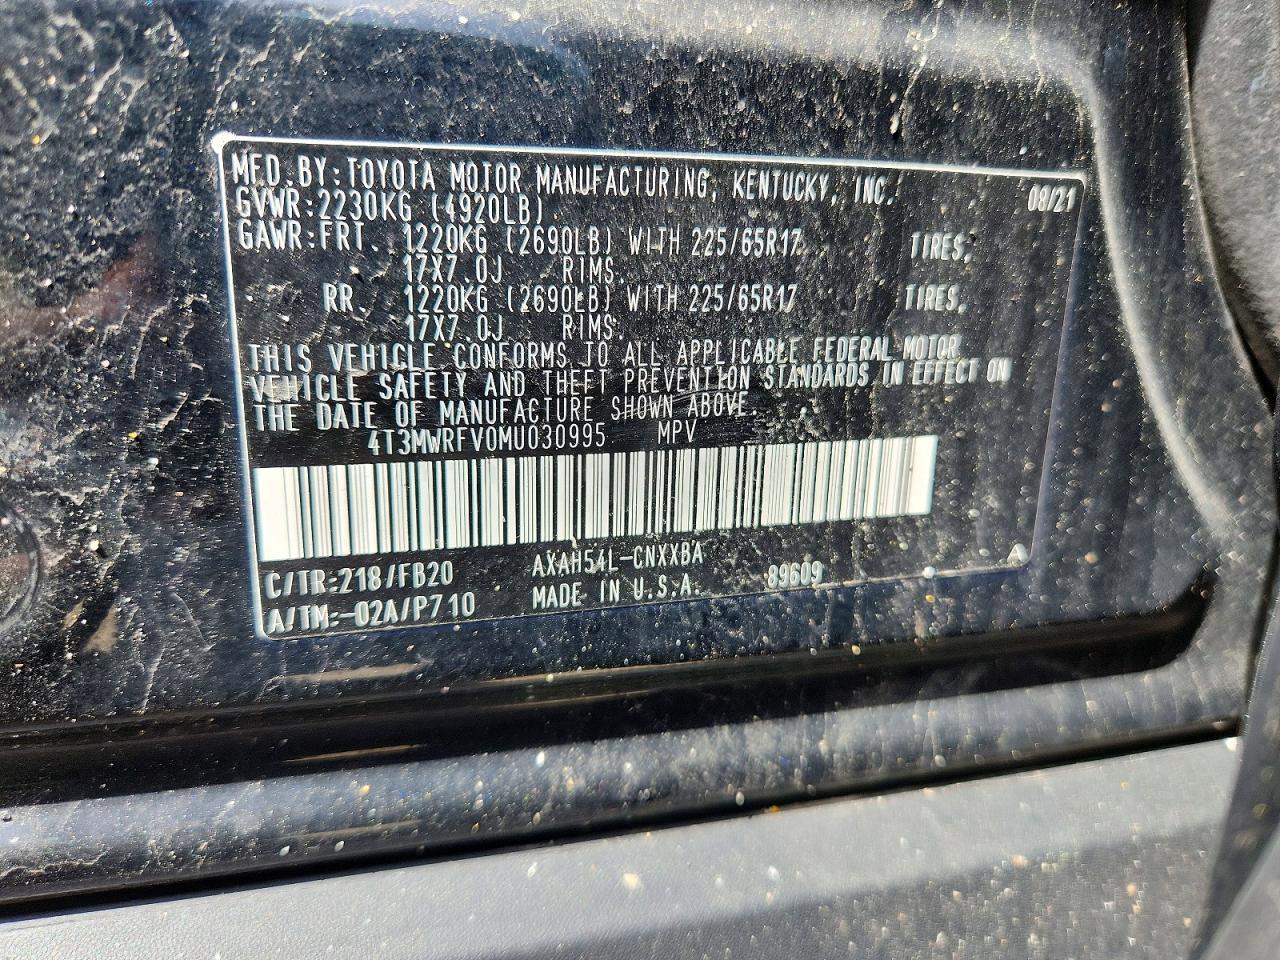 MFD.BY:TOYOTA MOTOR MANUFACTURING, KENTUCKY, INC. 08/21
GVWR:2230KG (4920LB)
GAWR:FRT. 1220KG (2690LB) WITH 225/65R17 TIRES,
17X7.0J RIMS.
RR. 1220KG (2690LB) WITH 225/65R17 TIRES,
17X7.0J RIMS.
THIS VEHICLE CONFORMS TO ALL APPLICABLE FEDERAL MOTOR
VEHICLE SAFETY AND THEFT PREVENTION STANDARDS IN EFFECT ON
THE DATE OF MANUFACTURE SHOWN ABOVE.
4T3MWRFV0MU030995 MPV
C/TR:218/FB20 AXAH54L-CNXXBA A
A/TM:-02A/P710 MADE IN U.S.A. 89609